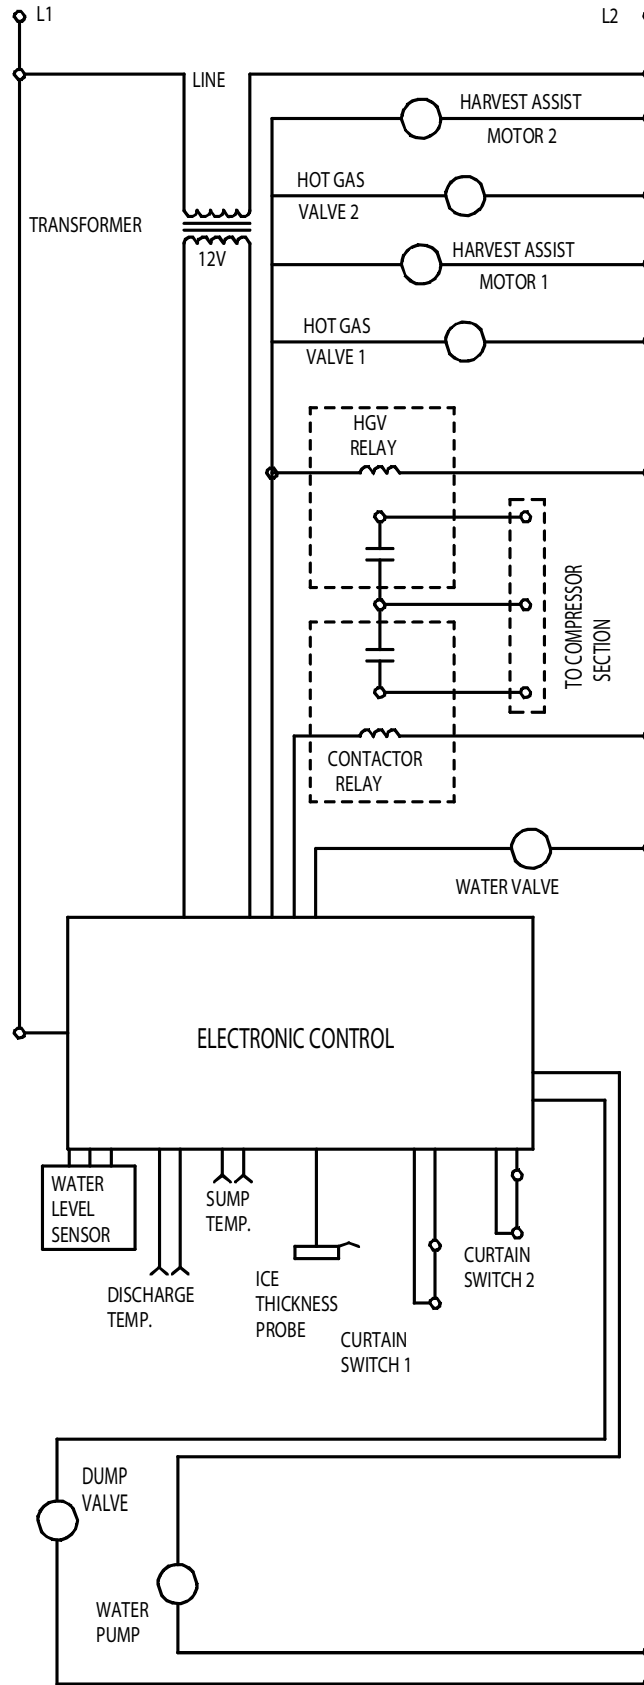 L1
L2
LINE
HARVEST ASSIST
MOTOR 2
HOT GAS
VALVE 2
TRANSFORMER
12V
HARVEST ASSIST
MOTOR 1
HOT GAS
VALVE 1
HGV
RELAY
TO COMPRESSOR
SECTION
CONTACTOR
RELAY
WATER VALVE
ELECTRONIC CONTROL
WATER
LEVEL
SENSOR
DISCHARGE
TEMP.
SUMP
TEMP.
ICE
THICKNESS
PROBE
CURTAIN
SWITCH 1
CURTAIN
SWITCH 2
DUMP
VALVE
WATER
PUMP